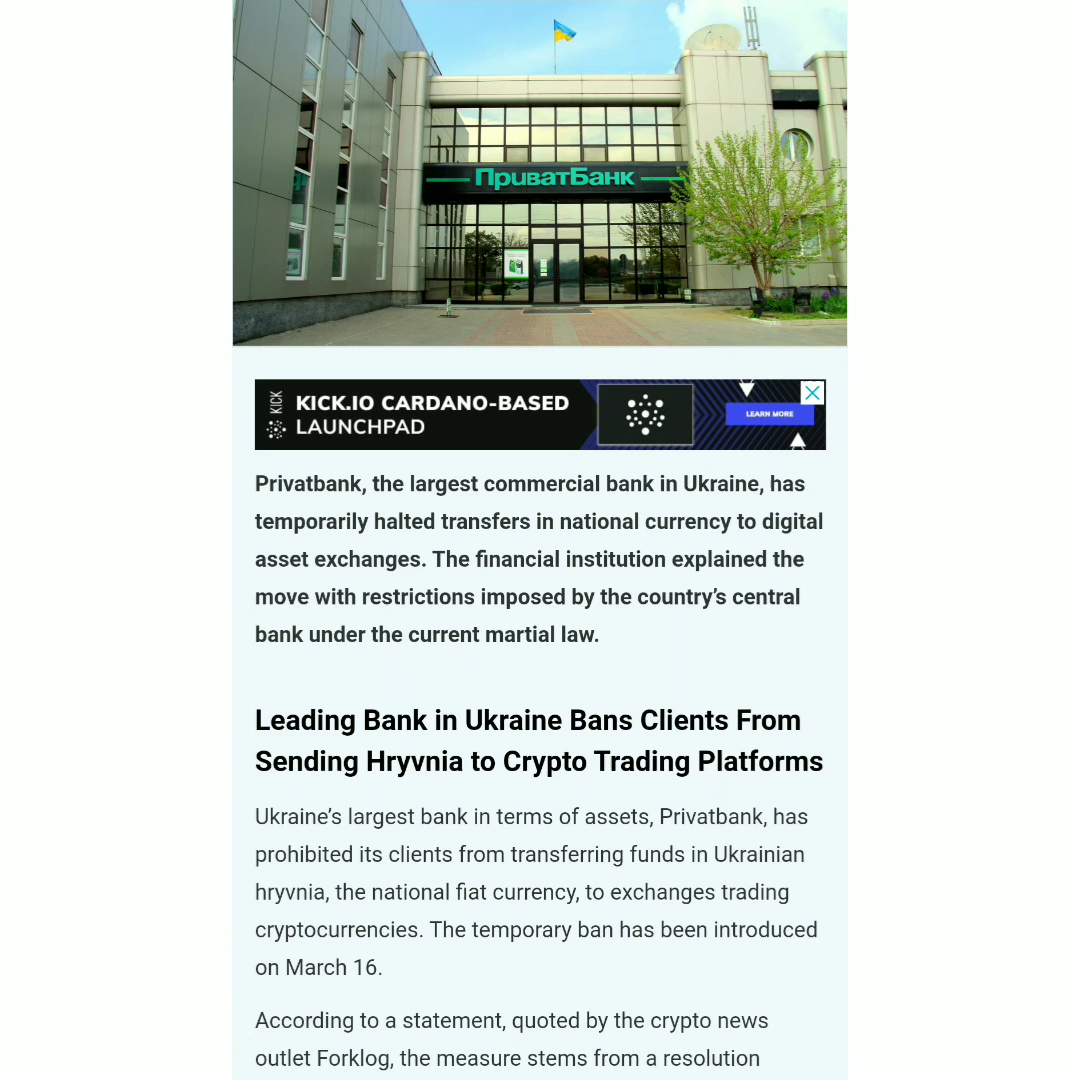 ПриватБанк
KICK
KICK.IO CARDANO-BASED
LAUNCHPAD
LEARN MORE
Privatbank, the largest commercial bank in Ukraine, has
temporarily halted transfers in national currency to digital
asset exchanges. The financial institution explained the
move with restrictions imposed by the country’s central
bank under the current martial law.
Leading Bank in Ukraine Bans Clients From
Sending Hryvnia to Crypto Trading Platforms
Ukraine’s largest bank in terms of assets, Privatbank, has
prohibited its clients from transferring funds in Ukrainian
hryvnia, the national fiat currency, to exchanges trading
cryptocurrencies. The temporary ban has been introduced
on March 16.
According to a statement, quoted by the crypto news
outlet Forklog, the measure stems from a resolution